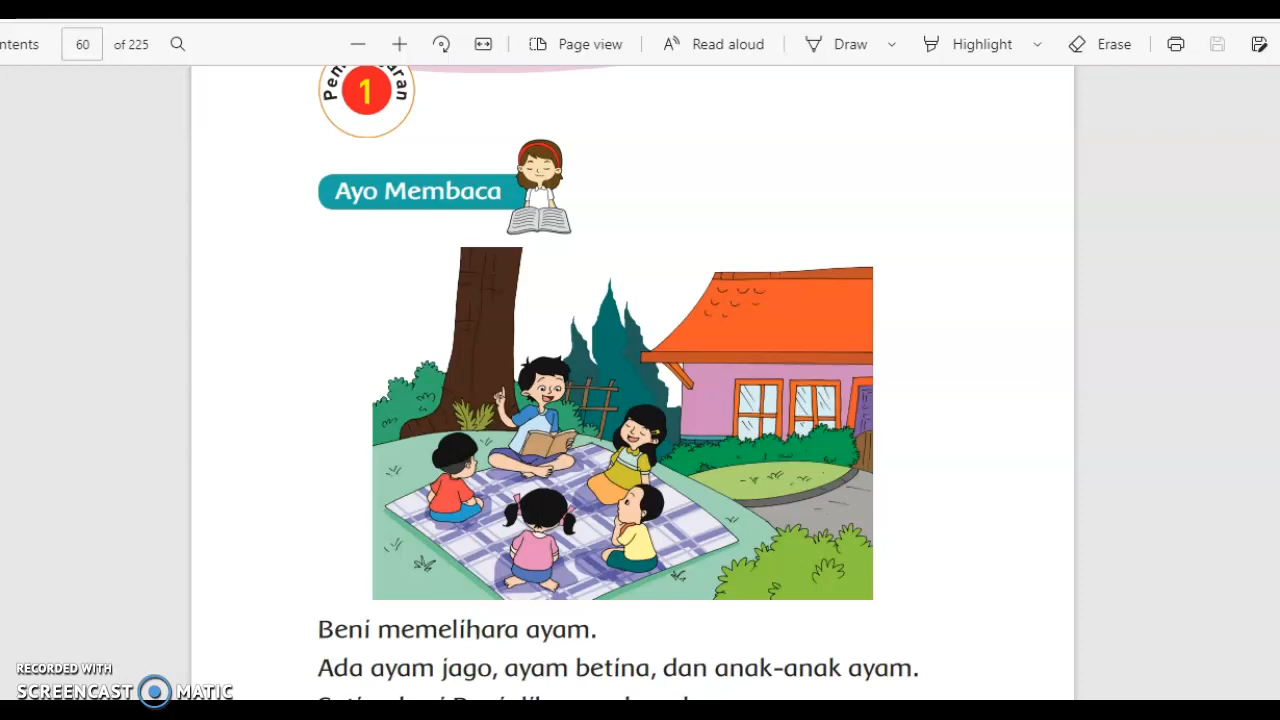 ntents 60 of 225 Page view Read aloud Draw Highlight Erase
1
Ayo Membaca
Beni memelihara ayam.
Ada ayam jago, ayam betina, dan anak-anak ayam.
RECORDED WITH
SCREENCAST MATIC